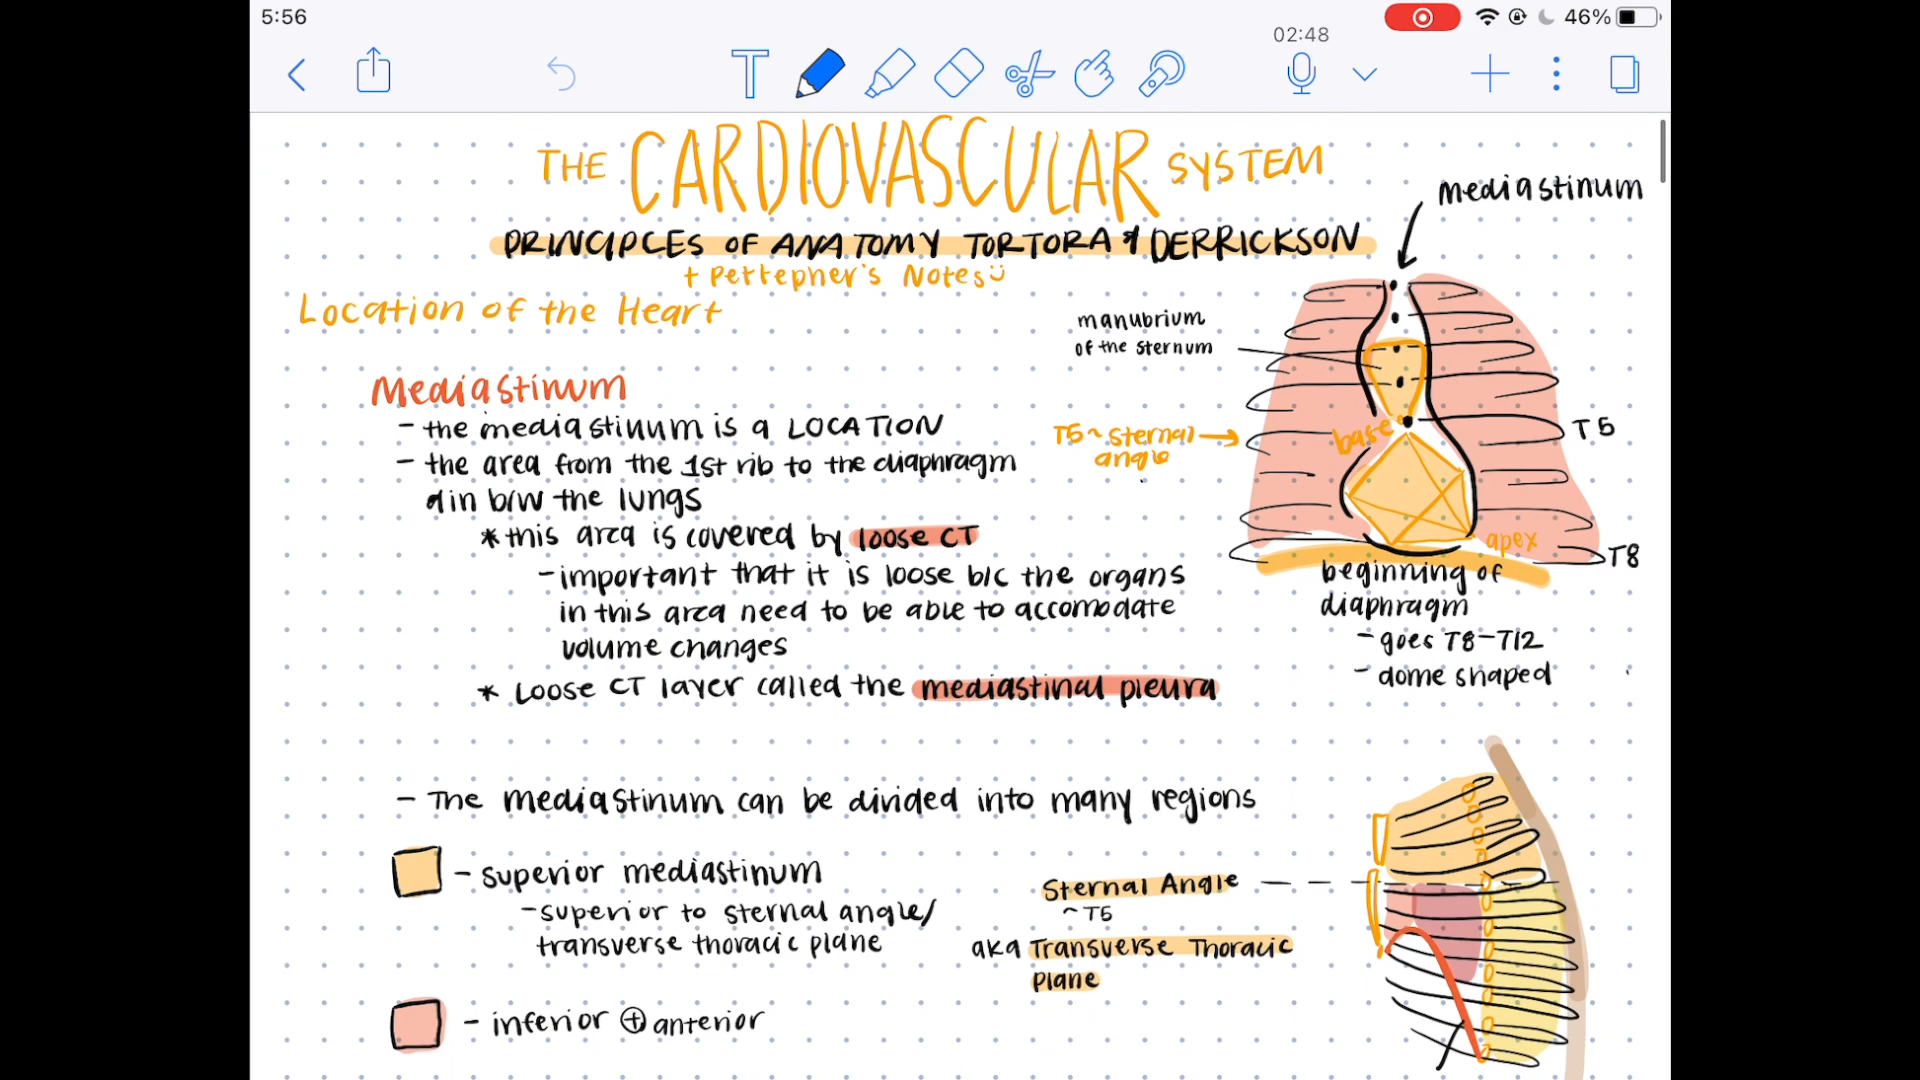 5:56
46%
02:48
T
THE CARDIOVASCULAR SYSTEM
PRINCIPCES OF ANATOMY TORTORA & DERRICKSON
+ Pettepher's Notes
Location of the Heart
mediastinum
manubrium
of the sternum
T5 ~ sternal
angle
base
T5
apex
T8
beginning of
diaphragm
- goes T8-T12
- dome shaped
Mediastinum
- the mediastinum is a LOCATION
- the area from the 1st rib to the diaphragm
& in b/w the lungs
* this area is covered by loose CT
- important that it is loose b/c the organs
in this area need to be able to accomodate
volume changes
* Loose CT layer called the mediastinal pleura
- The mediastinum can be divided into many regions
- superior mediastinum
- superior to sternal angle/
transverse thoracic plane
Sternal Angle
~ T5
aka Transverse Thoracic
Plane
- inferior + anterior